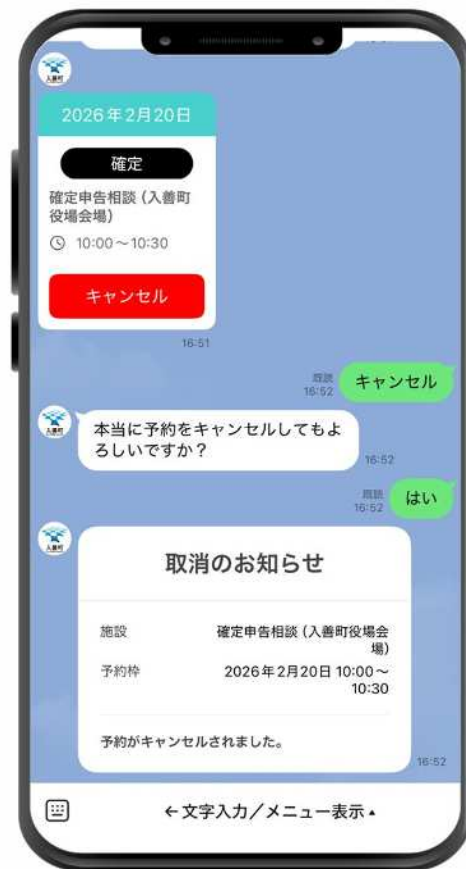 入善町
2026年2月20日
確定
確定申告相談（入善町
役場会場）
10:00～10:30
キャンセル
16:51
既読
16:52
キャンセル
入善町
本当に予約をキャンセルしてもよ
ろしいですか？
16:52
既読
16:52
はい
入善町
取消のお知らせ
施設
確定申告相談（入善町役場会
場）
予約枠
2026年2月20日 10:00～
10:30
予約がキャンセルされました。
16:52
←文字入力／メニュー表示▲